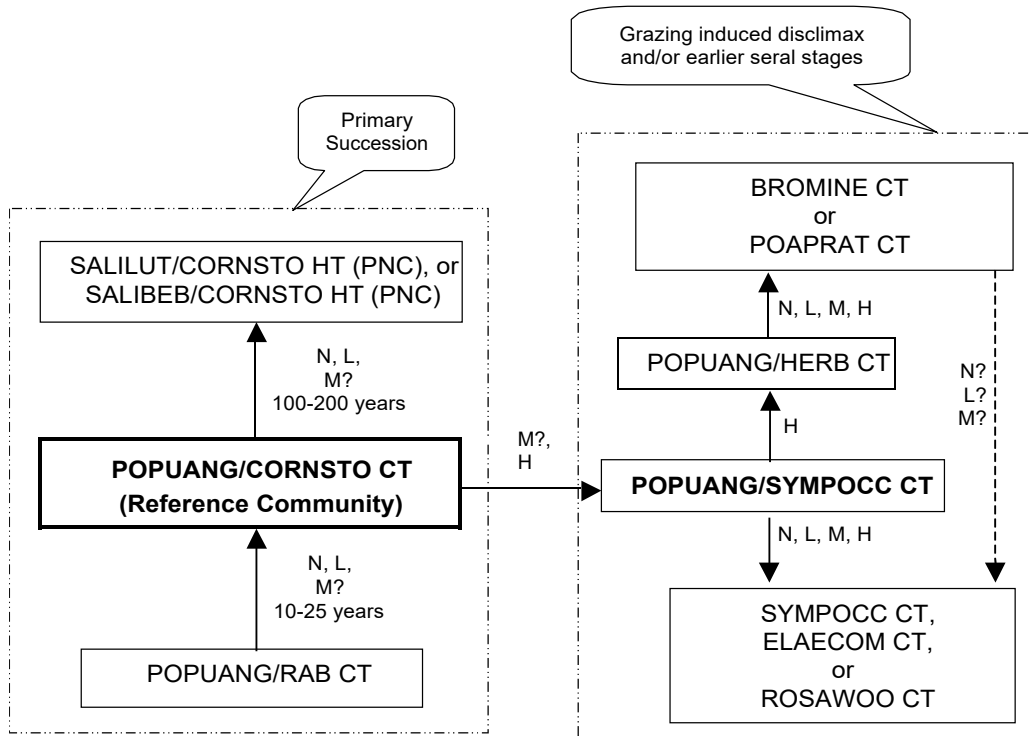 Grazing induced disclimax
and/or earlier seral stages
Primary
Succession
SALILUT/CORNSTO HT (PNC), or
SALIBEB/CORNSTO HT (PNC)
N, L,
M?
100-200 years
POPUANG/CORNSTO CT
(Reference Community)
N, L,
M?
10-25 years
POPUANG/RAB CT
M?,
H
BROMINE CT
or
POAPRAT CT
N, L, M, H
POPUANG/HERB CT
H
POPUANG/SYMPOCC CT
N, L, M, H
N?
L?
M?
SYMPOCC CT,
ELAECOM CT,
or
ROSAWOO CT